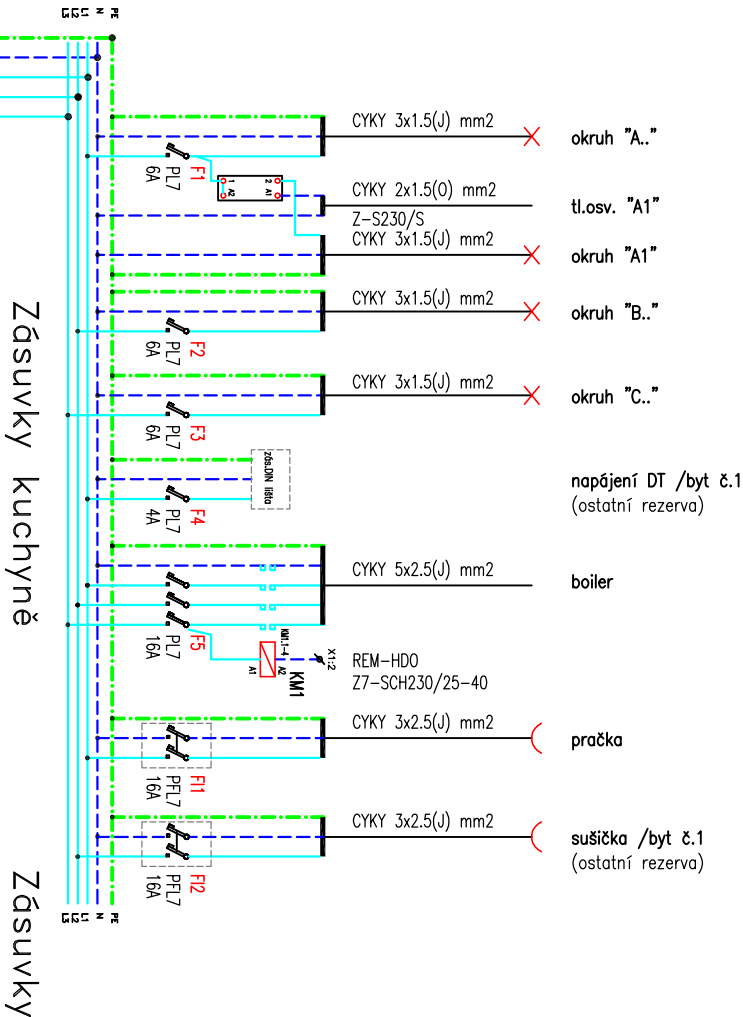 L3 L2 L1 N PE
CYKY 3x1.5(J) mm2
okruh "A.."
F1
PL7
6A
1 2
A2 A1
CYKY 2x1.5(O) mm2
tl.osv. "A1"
Z-S230/S
CYKY 3x1.5(J) mm2
okruh "A1"
CYKY 3x1.5(J) mm2
okruh "B.."
F2
PL7
6A
CYKY 3x1.5(J) mm2
okruh "C.."
F3
PL7
6A
zás.DIN lišta
napájení DT /byt č.1
(ostatní rezerva)
F4
PL7
4A
CYKY 5x2.5(J) mm2
boiler
F5
PL7
16A
KM1.1-4
A1 A2
KM1
X1:2
REM-HDO
Z7-SCH230/25-40
CYKY 3x2.5(J) mm2
pračka
FI1
PFL7
16A
CYKY 3x2.5(J) mm2
sušička /byt č.1
(ostatní rezerva)
FI2
PFL7
16A
L3 L2 L1 N PE
Zásuvky kuchyně
Zásuvky